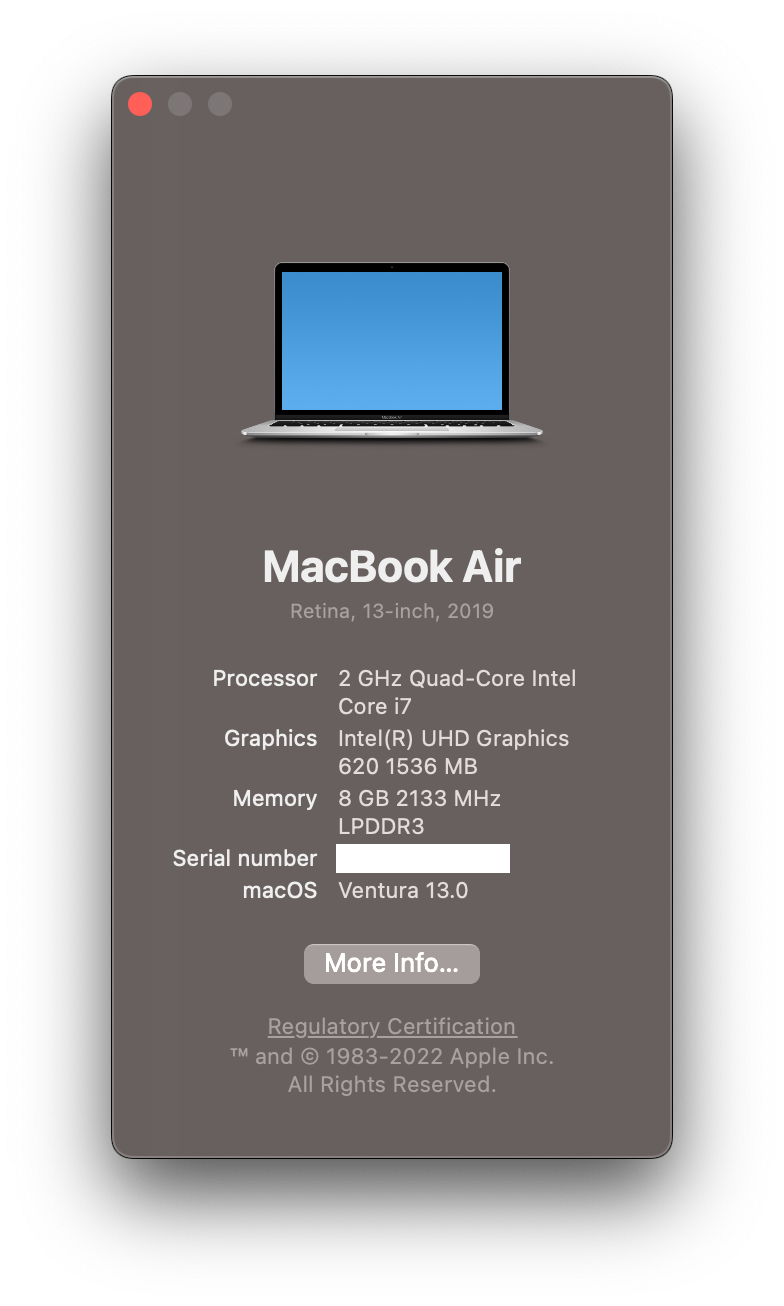 MacBook Air
Retina, 13-inch, 2019
Processor 2 GHz Quad-Core Intel
Core i7
Graphics Intel(R) UHD Graphics
620 1536 MB
Memory 8 GB 2133 MHz
LPDDR3
Serial number
macOS Ventura 13.0
More Info...
Regulatory Certification
™ and © 1983-2022 Apple Inc.
All Rights Reserved.